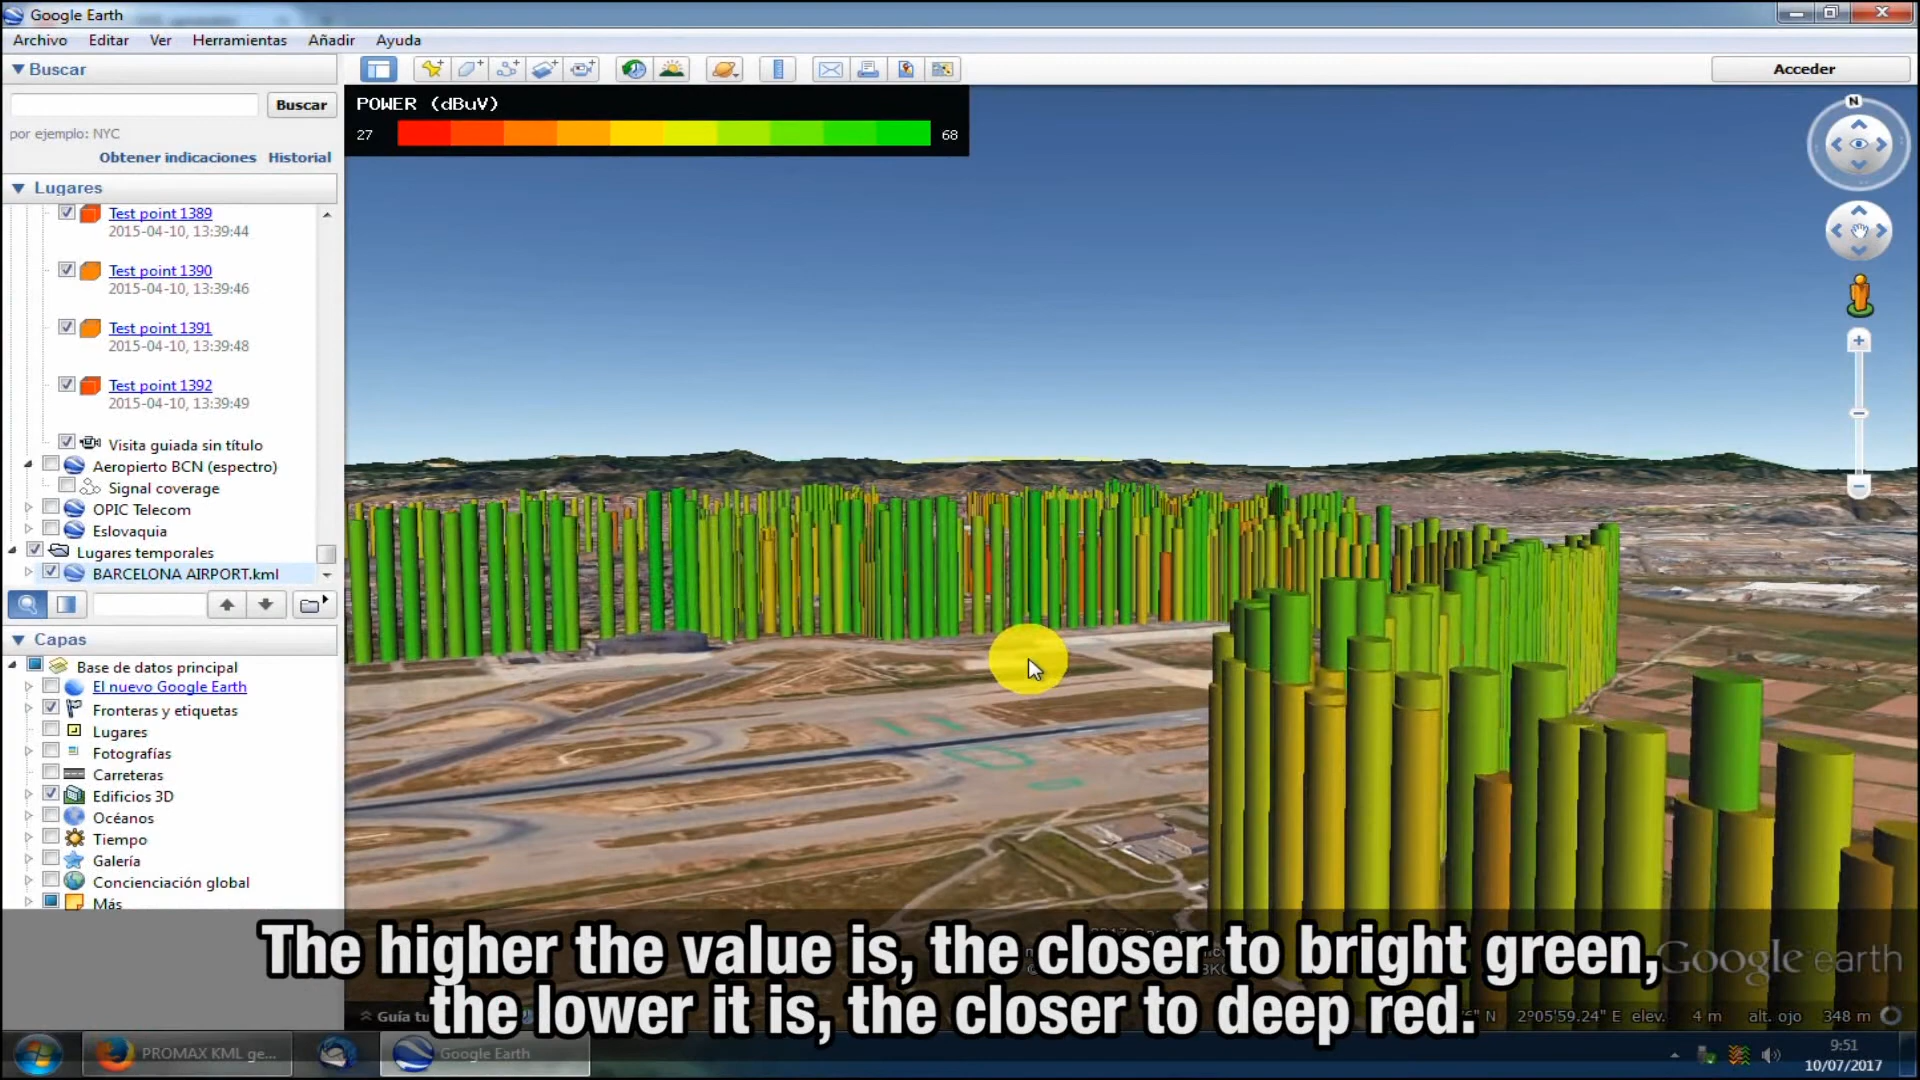 Google Earth
Archivo Editar Ver Herramientas Añadir Ayuda
Buscar
Buscar
por ejemplo: NYC
Obtener indicaciones Historial
Lugares
Test point 1389
2015-04-10, 13:39:44
Test point 1390
2015-04-10, 13:39:46
Test point 1391
2015-04-10, 13:39:48
Test point 1392
2015-04-10, 13:39:49
Visita guiada sin título
Aeropierto BCN (espectro)
Signal coverage
OPIC Telecom
Eslovaquia
Lugares temporales
BARCELONA AIRPORT.kml
Capas
Base de datos principal
El nuevo Google Earth
Fronteras y etiquetas
Lugares
Fotografías
Carreteras
Edificios 3D
Océanos
Tiempo
Galería
Concienciación global
Más
Acceder
POWER (dBuV)
27 68
N
The higher the value is, the closer to bright green,
the lower it is, the closer to deep red.
Google earth
Guía
N 2°05'59.24" E elev. 4 m alt. ojo 348 m
PROMAX KML ge...
Google Earth
9:51
10/07/2017